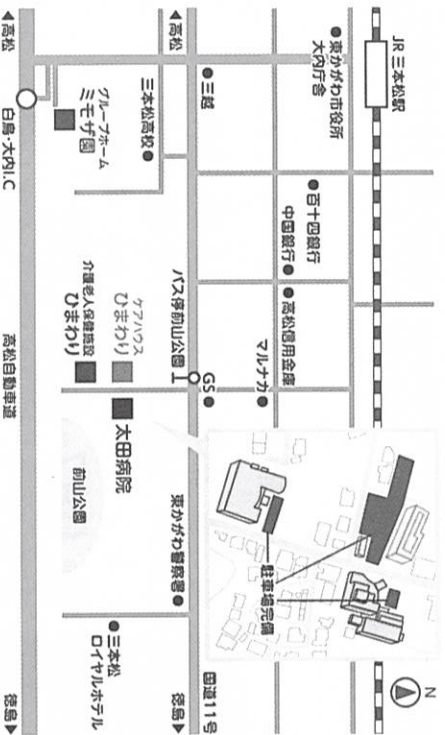 JR 三本松駅
N
東かがわ市役所
大内庁舎
百十四銀行
中国銀行
高松信用金庫
マルナカ
駐車場完備
三越
GS
国道11号
◀高松
徳島▶
バス停前山公園
東かがわ警察署
三本松高校
グループホーム
ミモザ園
ケアハウス
ひまわり
介護老人保健施設
ひまわり
太田病院
前山公園
三本松
ロイヤルホテル
◀高松
白鳥・大内I.C
高松自動車道
徳島▶